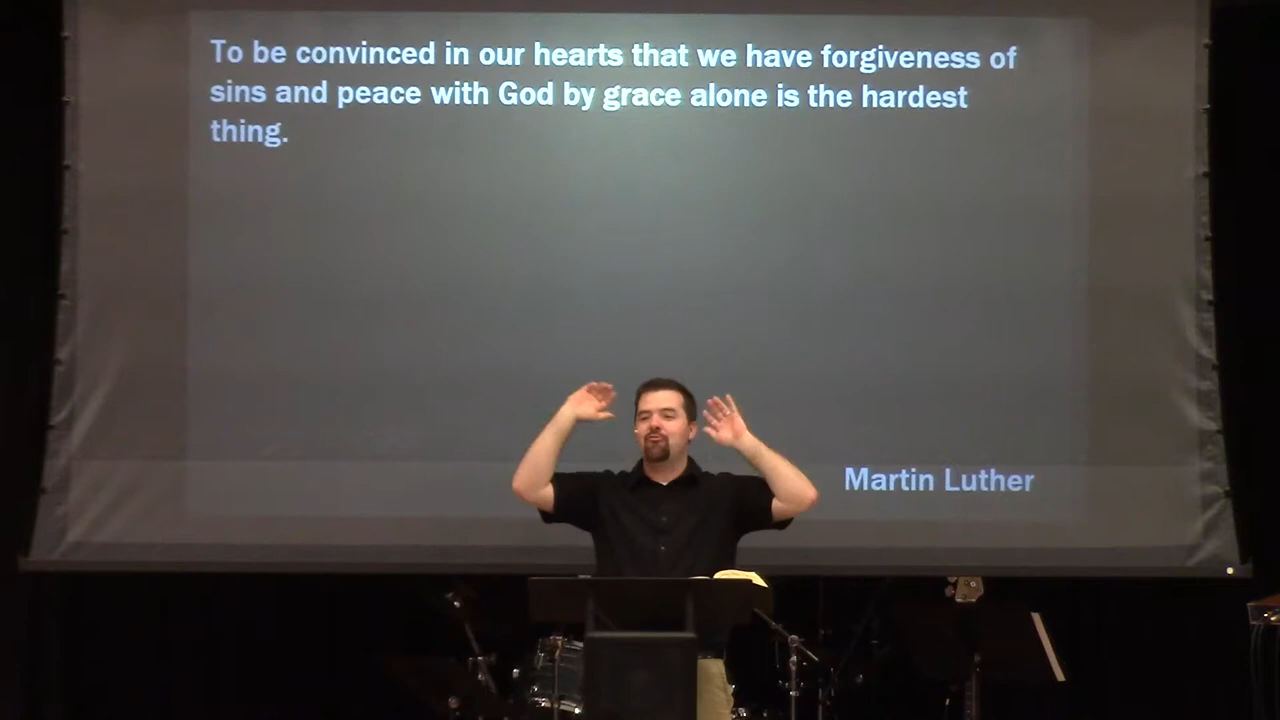 To be convinced in our hearts that we have forgiveness of
sins and peace with God by grace alone is the hardest
thing.
Martin Luther